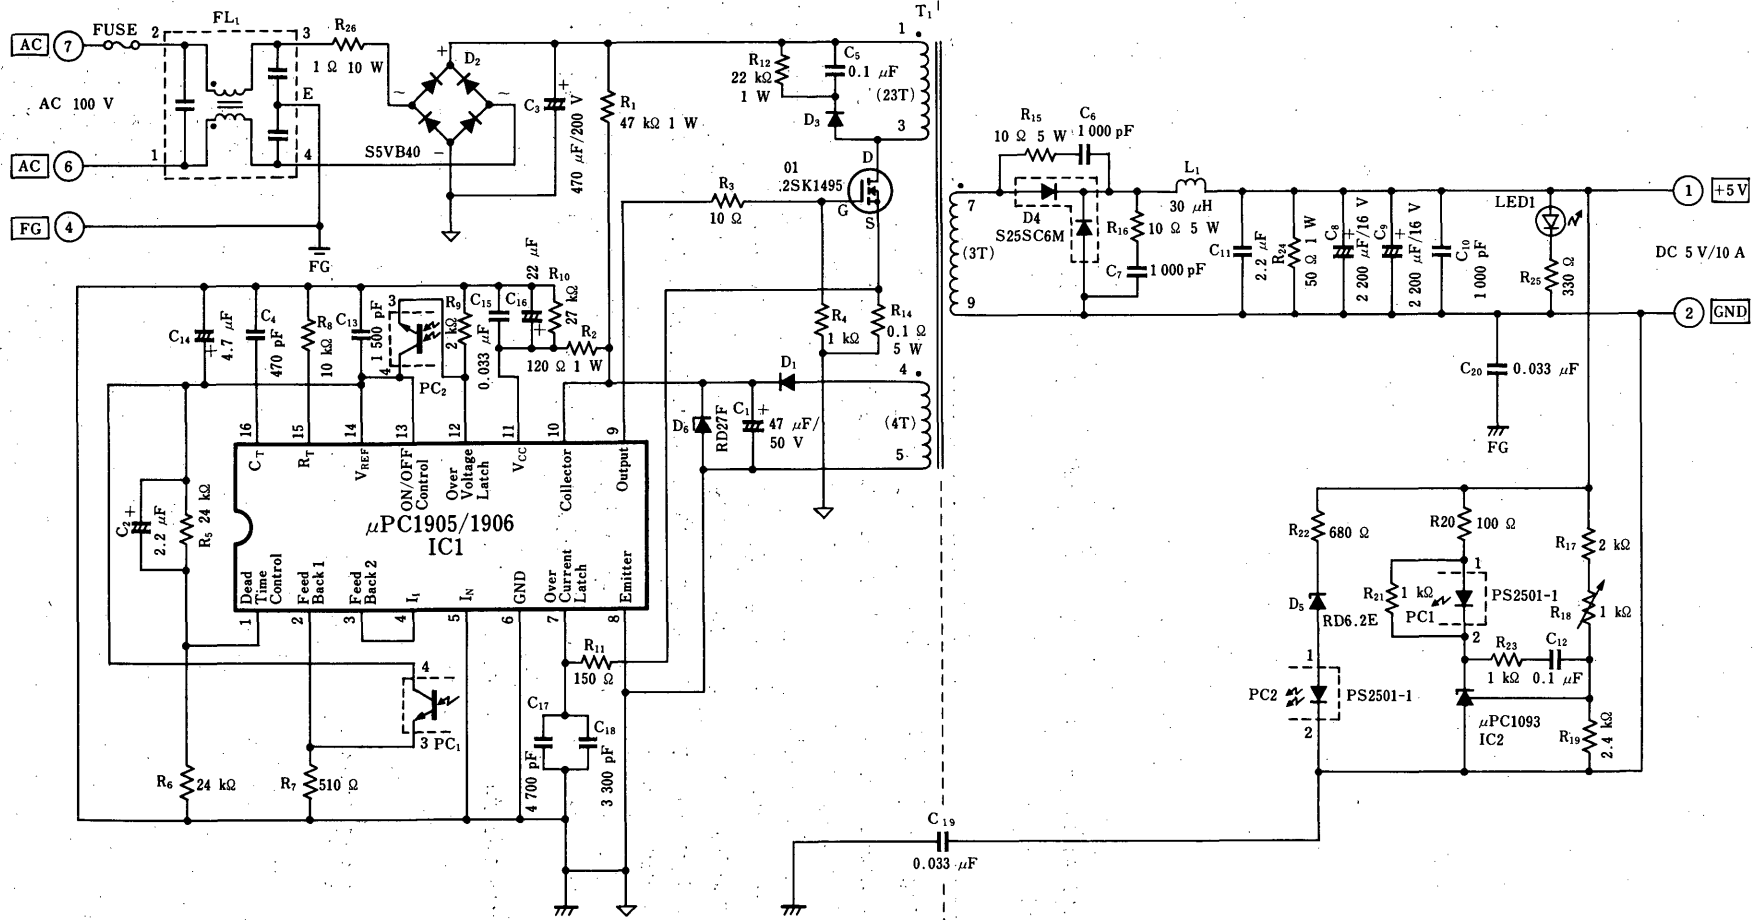 T₁
FL₁
FUSE
AC 7
2
3
R₂₆
1 Ω 10 W
D₂
+
~
~
−
S5VB40
AC 100 V
E
AC 6
1
4
FG 4
FG
C₃ +
470 μF/200 V
R₁
47 kΩ 1 W
R₁₂
22 kΩ
1 W
C₅
0.1 μF
D₃
1
(23T)
3
D
01
2SK1495
G
S
R₃
10 Ω
R₄
1 kΩ
R₁₄
0.1 Ω
5 W
D₁
4
(4T)
5
D₆
RD27F
C₁ +
47 μF/
50 V
7
(3T)
9
R₁₅
10 Ω 5 W
C₆
1 000 pF
D4
S25SC6M
R₁₆
10 Ω 5 W
C₇
1 000 pF
L₁
30 μH
C₁₁
2.2 μF
R₂₄
50 Ω 1 W
C₈ +
2 200 μF/16 V
C₉ +
2 200 μF/16 V
C₁₀
1 000 pF
LED1
R₂₅
330 Ω
1 +5 V
DC 5 V/10 A
2 GND
C₂₀ 0.033 μF
FG
C₁₄ +
4.7 μF
C₄
470 pF
R₈
10 kΩ
C₁₃
1 500 pF
3
4
PC₂
R₉
2 kΩ
C₁₅
0.033 μF
C₁₆ +
22 μF
R₁₀
27 kΩ
R₂
120 Ω 1 W
16
15
14
13
12
11
10
9
C_T
R_T
V_REF
ON/OFF
Control
Over
Voltage
Latch
V_CC
Collector
Output
μPC1905/1906
IC1
Dead
Time
Control
Feed
Back 1
Feed
Back 2
I₁
I_N
GND
Over
Current
Latch
Emitter
1
2
3
4
5
6
7
8
C₂ +
2.2 μF
R₅ 24 kΩ
R₆ 24 kΩ
R₇ 510 Ω
4
3 PC₁
R₁₁
150 Ω
C₁₇
4 700 pF
C₁₈
3 300 pF
C₁₉
0.033 μF
R₂₂ 680 Ω
D₅
RD6.2E
1
PC2
PS2501-1
2
R20 100 Ω
1
R₂₁ 1 kΩ
PC1
PS2501-1
2
R₂₃
1 kΩ
C₁₂
0.1 μF
μPC1093
IC2
R₁₇ 2 kΩ
R₁₈ 1 kΩ
R₁₉
2.4 kΩ